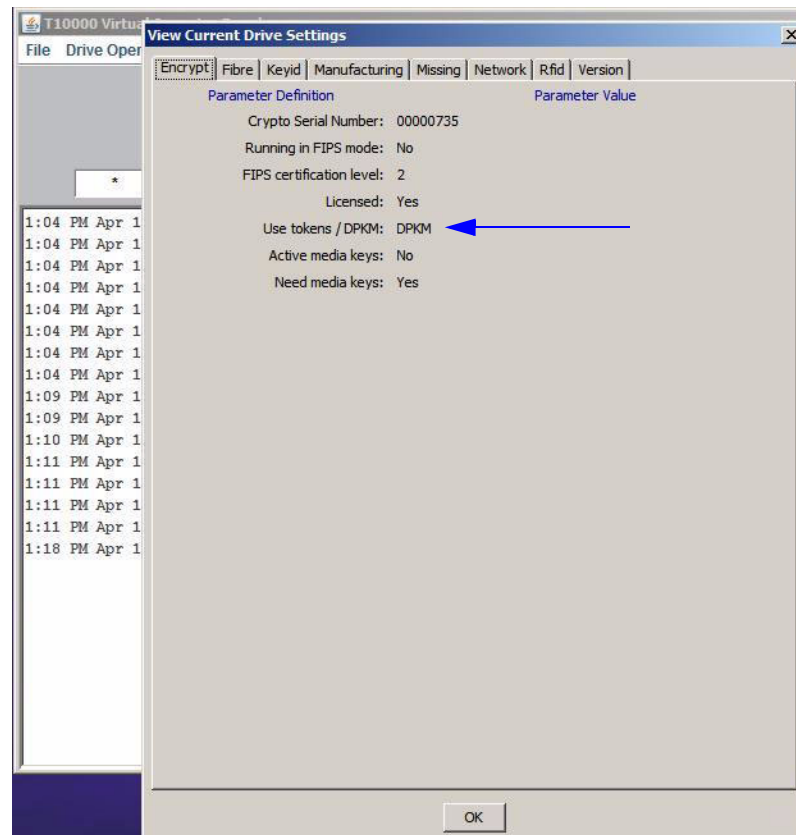 T10000 Virtua
File Drive Oper
View Current Drive Settings
Encrypt Fibre Keyid Manufacturing Missing Network Rfid Version
Parameter Definition Parameter Value
Crypto Serial Number: 00000735
Running in FIPS mode: No
FIPS certification level: 2
Licensed: Yes
Use tokens / DPKM: DPKM
Active media keys: No
Need media keys: Yes
*
1:04 PM Apr 1
1:04 PM Apr 1
1:04 PM Apr 1
1:04 PM Apr 1
1:04 PM Apr 1
1:04 PM Apr 1
1:04 PM Apr 1
1:04 PM Apr 1
1:09 PM Apr 1
1:09 PM Apr 1
1:10 PM Apr 1
1:11 PM Apr 1
1:11 PM Apr 1
1:11 PM Apr 1
1:11 PM Apr 1
1:18 PM Apr 1
OK